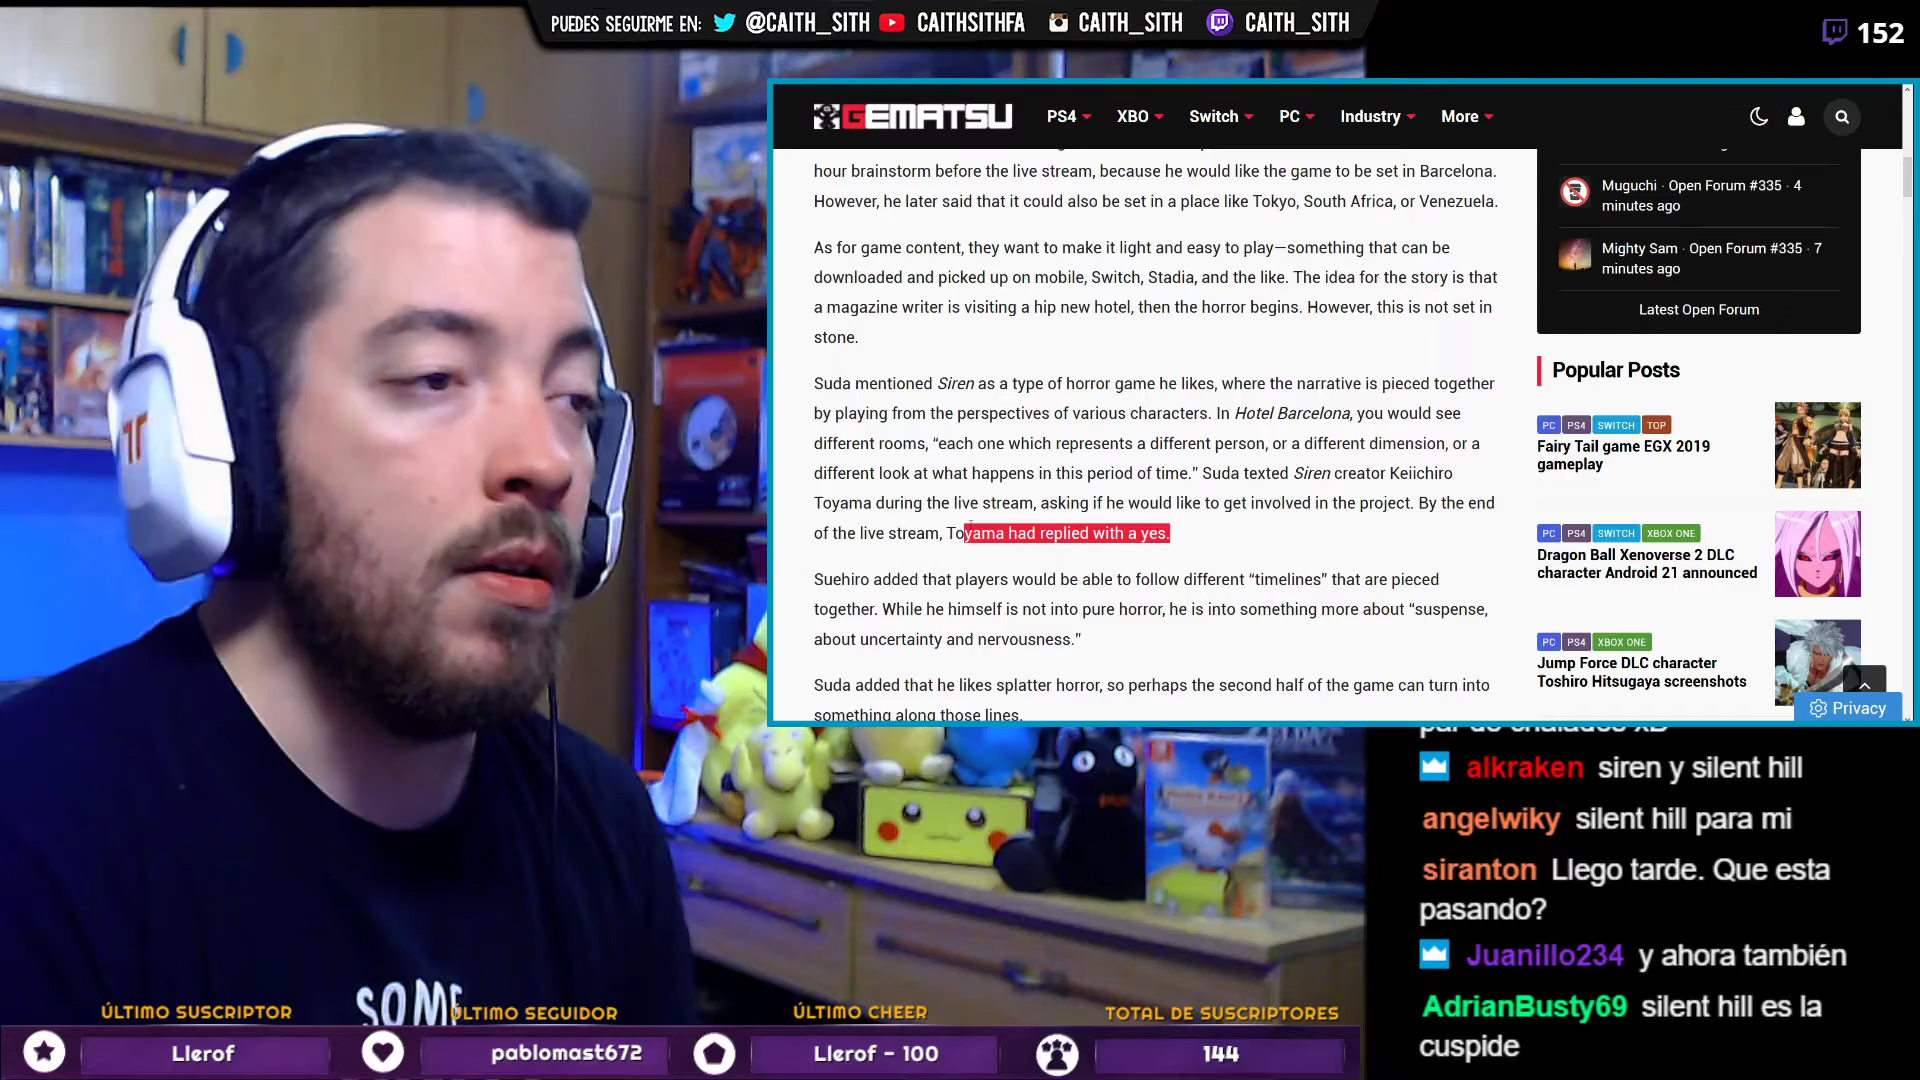 PUEDES SEGUIRME EN: @CAITH_SITH CAITHSITHFA CAITH_SITH CAITH_SITH
152
GEMATSU
PS4 XBO Switch PC Industry More
hour brainstorm before the live stream, because he would like the game to be set in Barcelona.
However, he later said that it could also be set in a place like Tokyo, South Africa, or Venezuela.
As for game content, they want to make it light and easy to play—something that can be
downloaded and picked up on mobile, Switch, Stadia, and the like. The idea for the story is that
a magazine writer is visiting a hip new hotel, then the horror begins. However, this is not set in
stone.
Suda mentioned Siren as a type of horror game he likes, where the narrative is pieced together
by playing from the perspectives of various characters. In Hotel Barcelona, you would see
different rooms, “each one which represents a different person, or a different dimension, or a
different look at what happens in this period of time.” Suda texted Siren creator Keiichiro
Toyama during the live stream, asking if he would like to get involved in the project. By the end
of the live stream, Toyama had replied with a yes.
Suehiro added that players would be able to follow different “timelines” that are pieced
together. While he himself is not into pure horror, he is into something more about “suspense,
about uncertainty and nervousness.”
Suda added that he likes splatter horror, so perhaps the second half of the game can turn into
something along those lines.
Muguchi · Open Forum #335 · 4
minutes ago
Mighty Sam · Open Forum #335 · 7
minutes ago
Latest Open Forum
Popular Posts
PC PS4 SWITCH TOP
Fairy Tail game EGX 2019
gameplay
PC PS4 SWITCH XBOX ONE
Dragon Ball Xenoverse 2 DLC
character Android 21 announced
PC PS4 XBOX ONE
Jump Force DLC character
Toshiro Hitsugaya screenshots
Privacy
par de chalados xD
alkraken siren y silent hill
angelwiky silent hill para mi
siranton Llego tarde. Que esta
pasando?
Juanillo234 y ahora también
AdrianBusty69 silent hill es la
cuspide
SOME
ÚLTIMO SUSCRIPTOR
Llerof
ÚLTIMO SEGUIDOR
pablomast672
ÚLTIMO CHEER
Llerof - 100
TOTAL DE SUSCRIPTORES
144